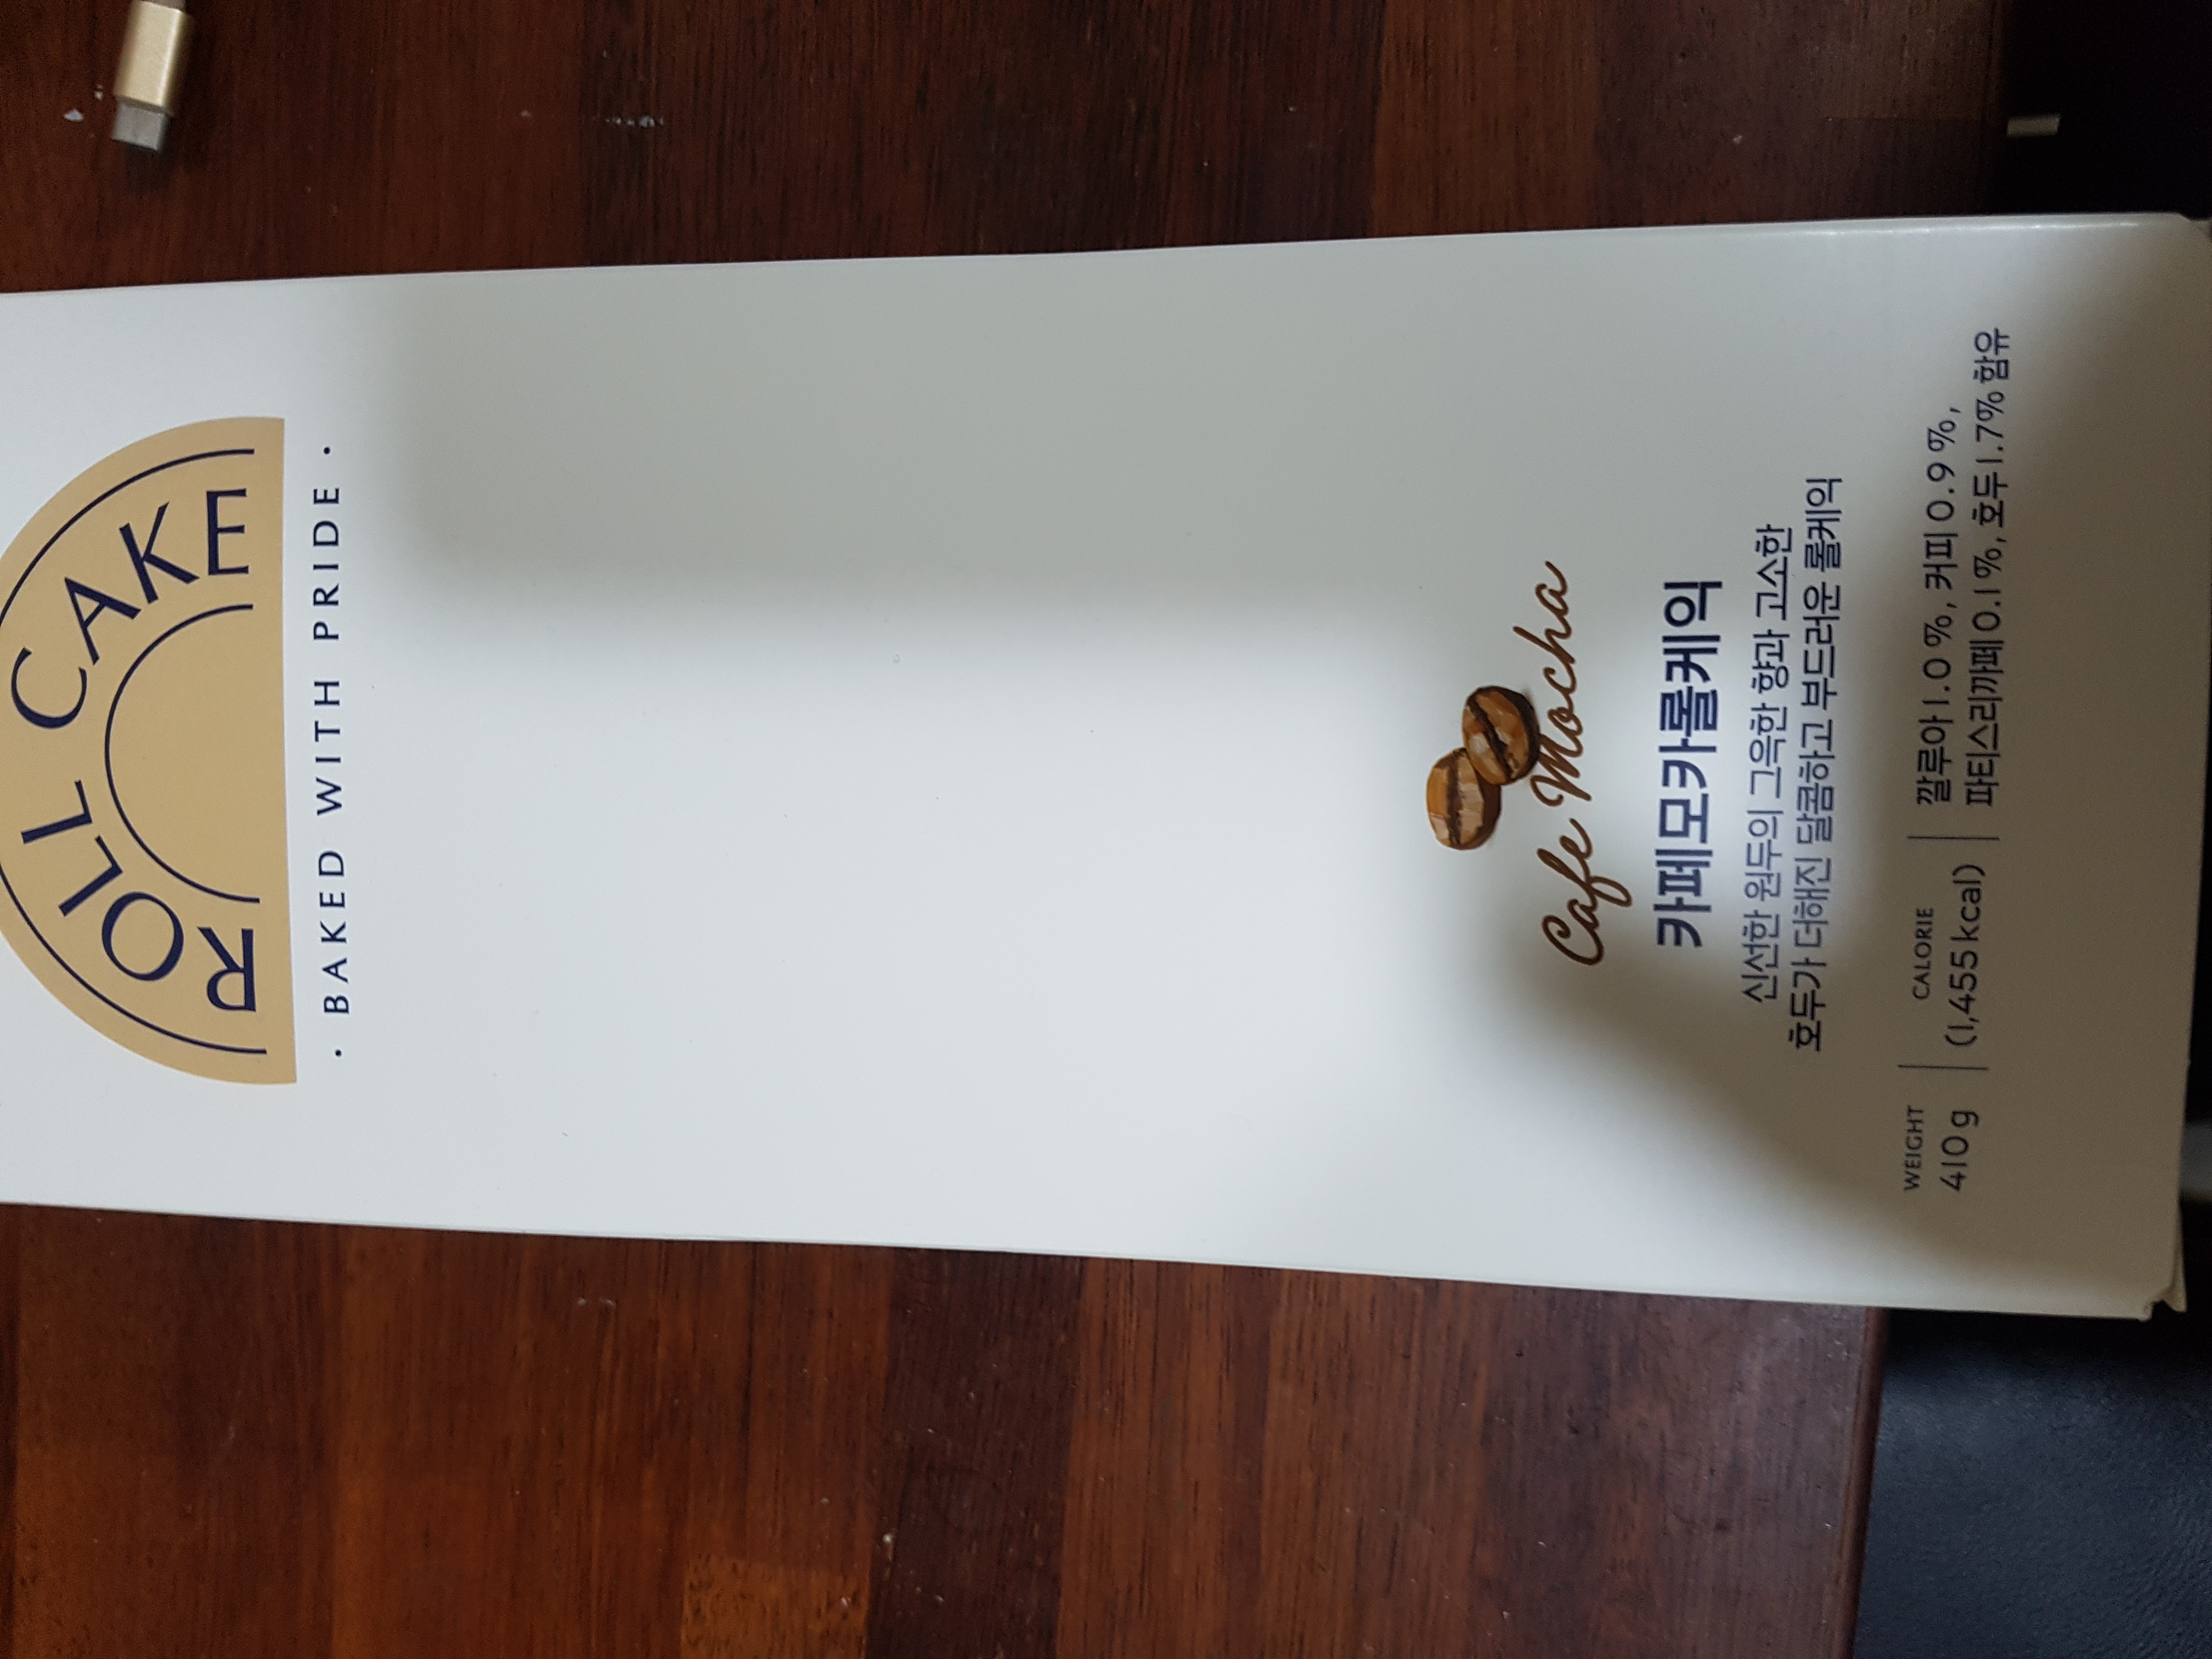 ROLL CAKE
· BAKED WITH PRIDE ·
Cafe Mocha
카페모카롤케익
신선한 원두의 그윽한 향과 고소한
호두가 더해진 달콤하고 부드러운 롤케익
WEIGHT
410g
CALORIE
(1,455kcal)
깔루아 1.0%, 커피 0.9%,
파티스리까페 0.1%, 호두 1.7% 함유